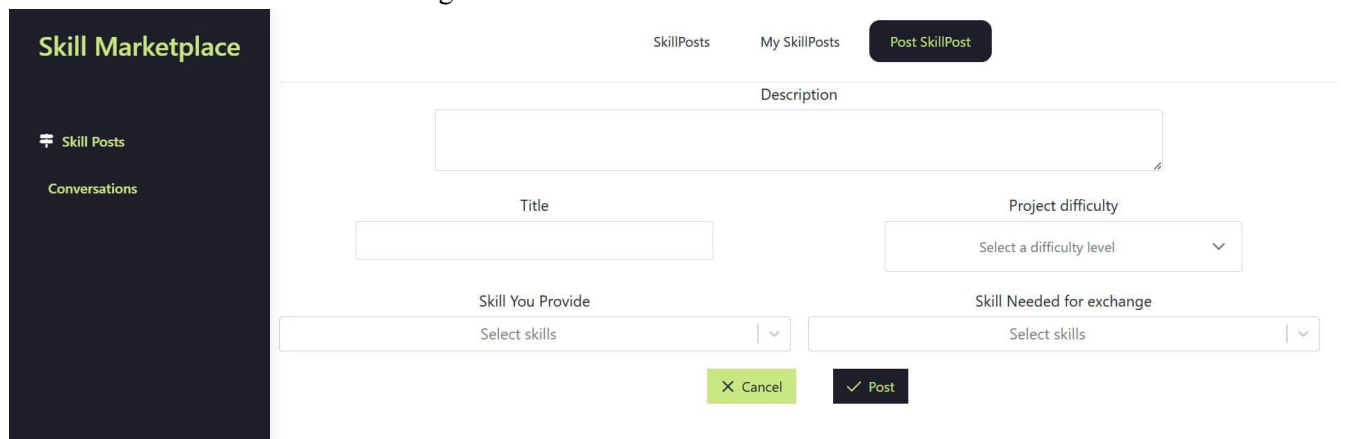 Skill Marketplace
SkillPosts My SkillPosts Post SkillPost
Skill Posts
Conversations
Description
Title
Project difficulty
Select a difficulty level
Skill You Provide
Skill Needed for exchange
Select skills
Select skills
Cancel
Post